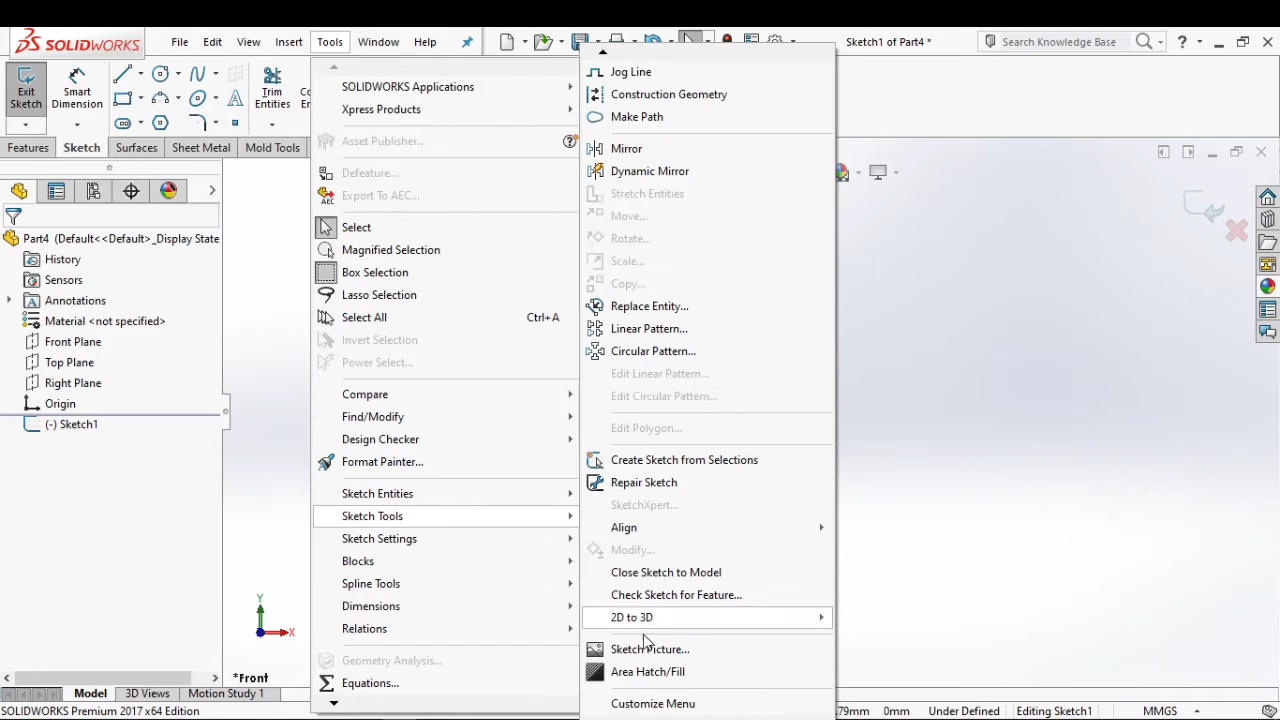 SOLIDWORKS
File
Edit
View
Insert
Tools
Window
Help
Sketch1 of Part4 *
Search Knowledge Base
?
Exit
Sketch
Smart
Dimension
Trim
Entities
Features
Sketch
Surfaces
Sheet Metal
Mold Tools
Part4 (Default<<Default>_Display State
History
Sensors
Annotations
Material <not specified>
Front Plane
Top Plane
Right Plane
Origin
(-) Sketch1
SOLIDWORKS Applications
Xpress Products
Asset Publisher...
Defeature...
Export To AEC...
Select
Magnified Selection
Box Selection
Lasso Selection
Select All Ctrl+A
Invert Selection
Power Select...
Compare
Find/Modify
Design Checker
Format Painter...
Sketch Entities
Sketch Tools
Sketch Settings
Blocks
Spline Tools
Dimensions
Relations
Geometry Analysis...
Equations...
Jog Line
Construction Geometry
Make Path
Mirror
Dynamic Mirror
Stretch Entities
Move...
Rotate...
Scale...
Copy...
Replace Entity...
Linear Pattern...
Circular Pattern...
Edit Linear Pattern...
Edit Circular Pattern...
Edit Polygon...
Create Sketch from Selections
Repair Sketch
SketchXpert...
Align
Modify...
Close Sketch to Model
Check Sketch for Feature...
2D to 3D
Sketch Picture...
Area Hatch/Fill
Customize Menu
Y
X
*Front
Model
3D Views
Motion Study 1
SOLIDWORKS Premium 2017 x64 Edition
79mm
0mm
Under Defined
Editing Sketch1
MMGS